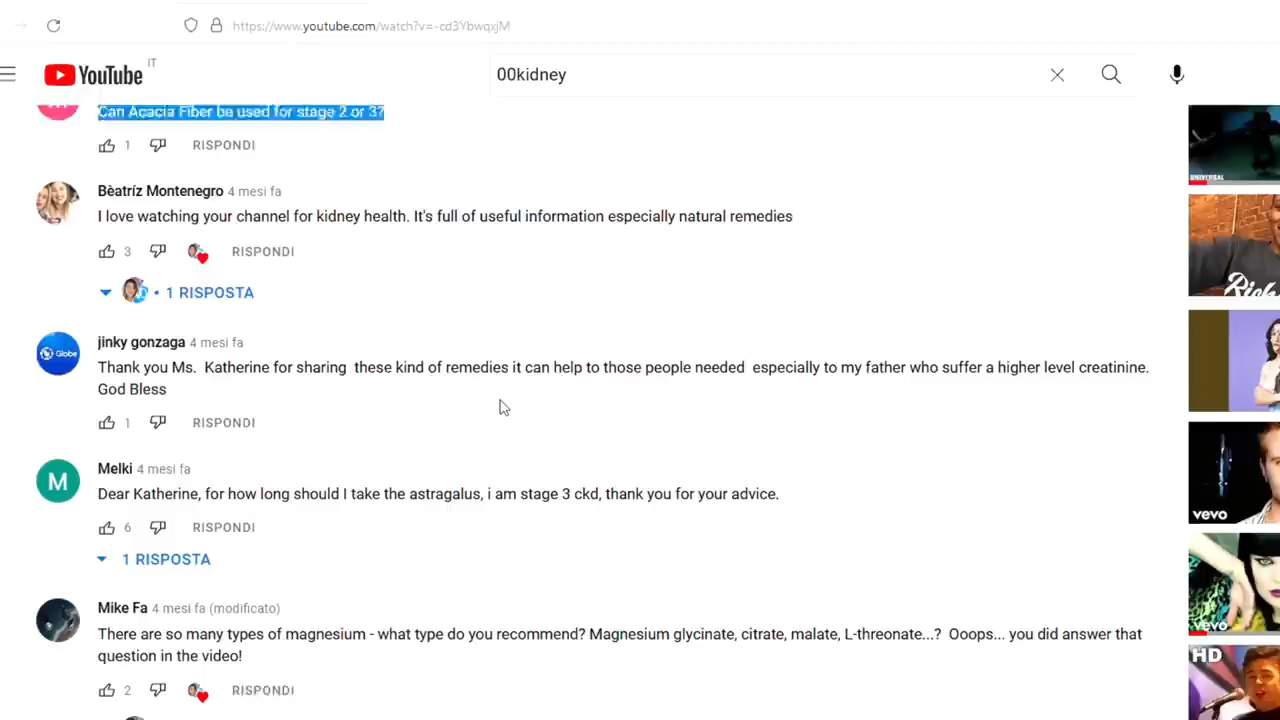 https://www.youtube.com/watch?v=-cd3YbwqxjM
YouTube IT
00kidney
Can Acacia Fiber be used for stage 2 or 3?
1 RISPONDI
Bèatríz Montenegro 4 mesi fa
I love watching your channel for kidney health. It's full of useful information especially natural remedies
3 RISPONDI
• 1 RISPOSTA
Globe
jinky gonzaga 4 mesi fa
Thank you Ms. Katherine for sharing these kind of remedies it can help to those people needed especially to my father who suffer a higher level creatinine.
God Bless
1 RISPONDI
M
Melki 4 mesi fa
Dear Katherine, for how long should I take the astragalus, i am stage 3 ckd, thank you for your advice.
6 RISPONDI
1 RISPOSTA
Mike Fa 4 mesi fa (modificato)
There are so many types of magnesium - what type do you recommend? Magnesium glycinate, citrate, malate, L-threonate...? Ooops... you did answer that
question in the video!
2 RISPONDI
UNIVERSAL
Rich
vevo
vevo
HD